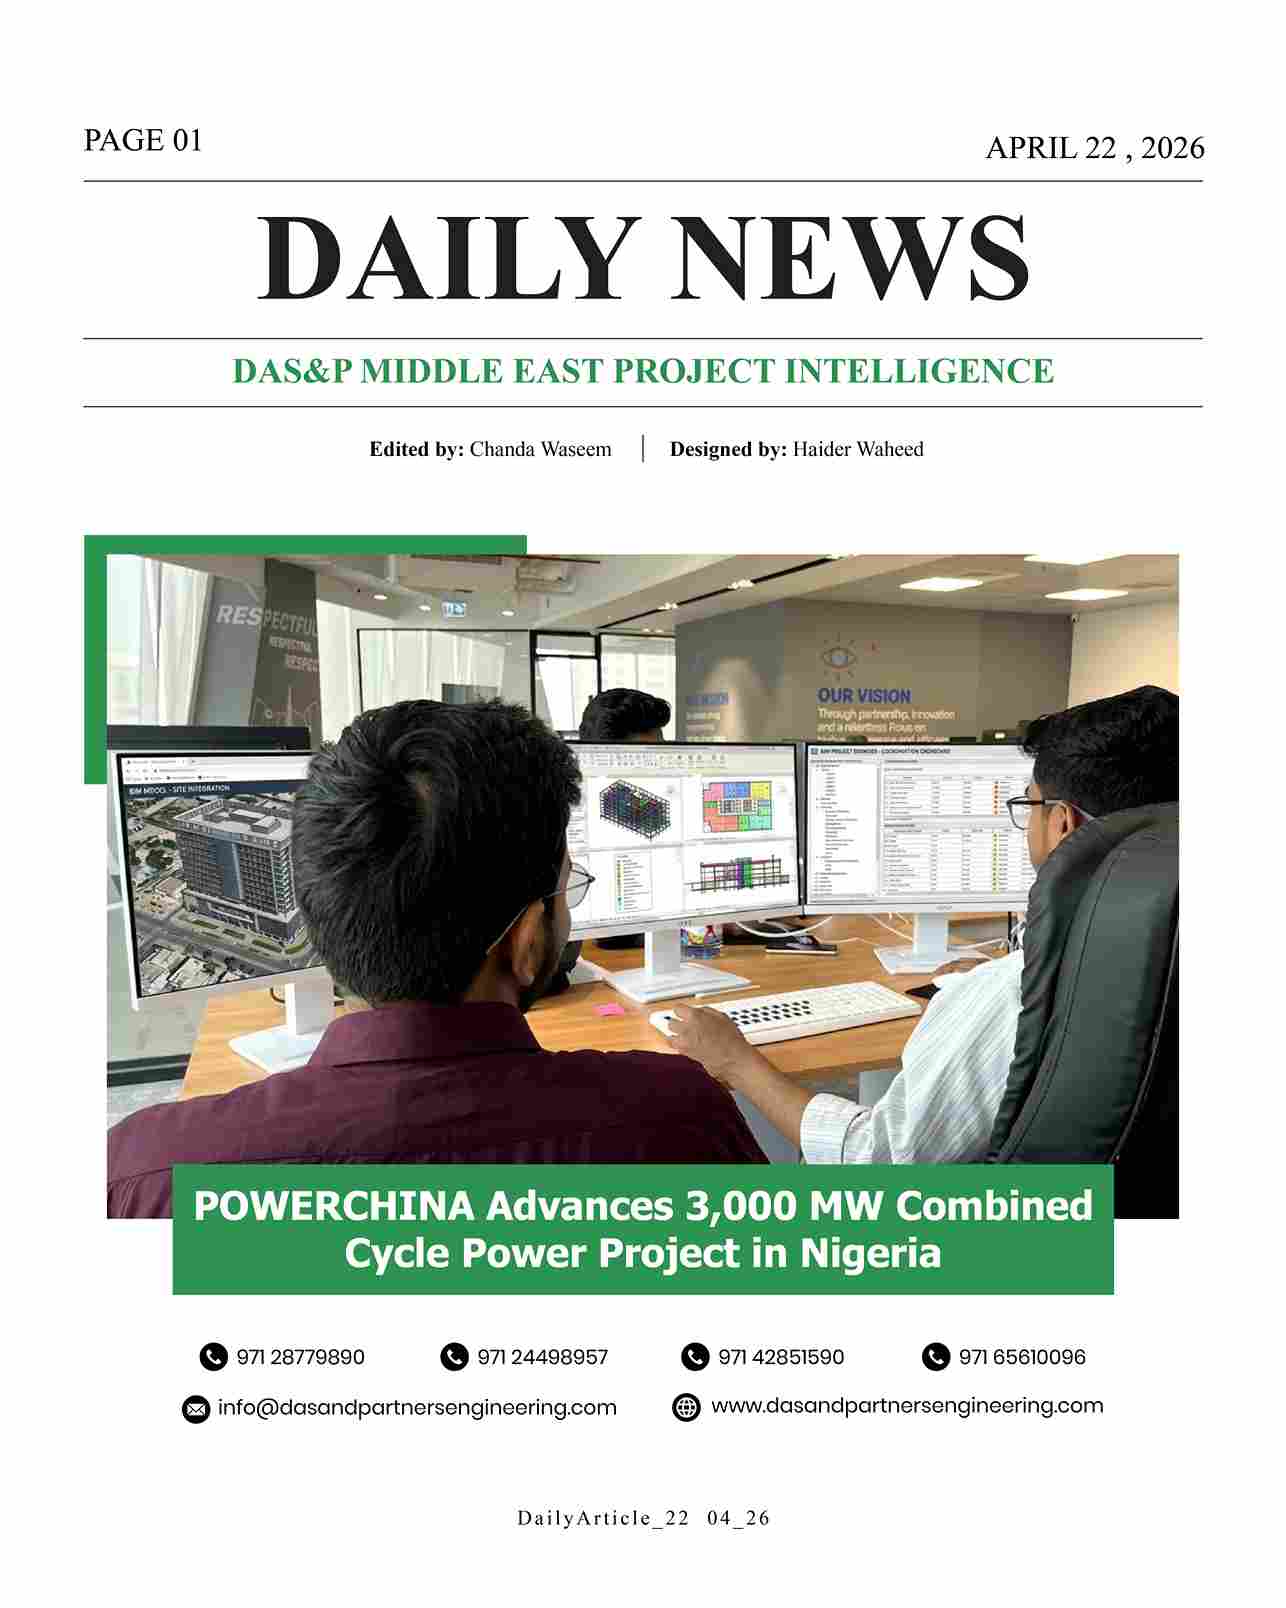 PAGE 01
APRIL 22 , 2026
DAILY NEWS
DAS&P MIDDLE EAST PROJECT INTELLIGENCE
Edited by: Chanda Waseem
Designed by: Haider Waheed
RESPECTFUL
OUR VISION
Through partnership, innovation
and a relentless Focus on
BIM MODEL - SITE INTEGRATION
POWERCHINA Advances 3,000 MW Combined
Cycle Power Project in Nigeria
971 28779890
971 24498957
971 42851590
971 65610096
info@dasandpartnersengineering.com
www.dasandpartnersengineering.com
DailyArticle_22 04_26